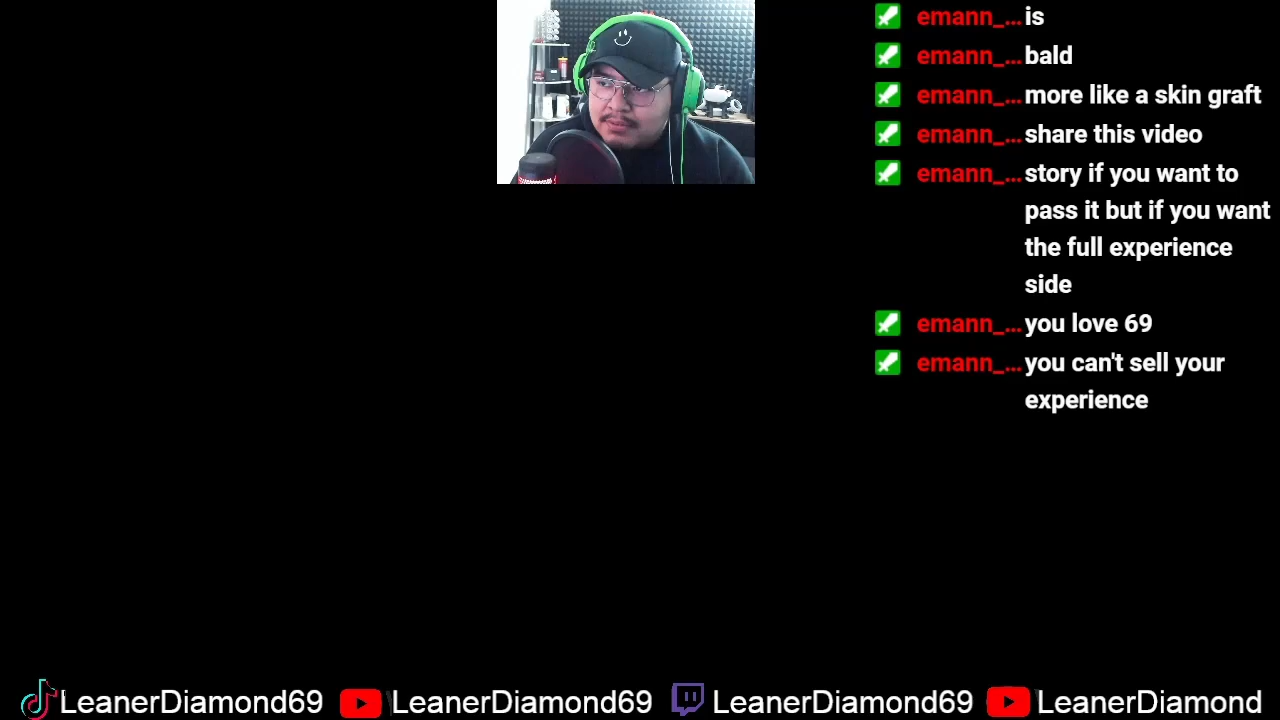 emann_... is
emann_... bald
emann_... more like a skin graft
emann_... share this video
emann_... story if you want to
pass it but if you want
the full experience
side
emann_... you love 69
emann_... you can't sell your
experience
LeanerDiamond69 LeanerDiamond69 LeanerDiamond69 LeanerDiamond